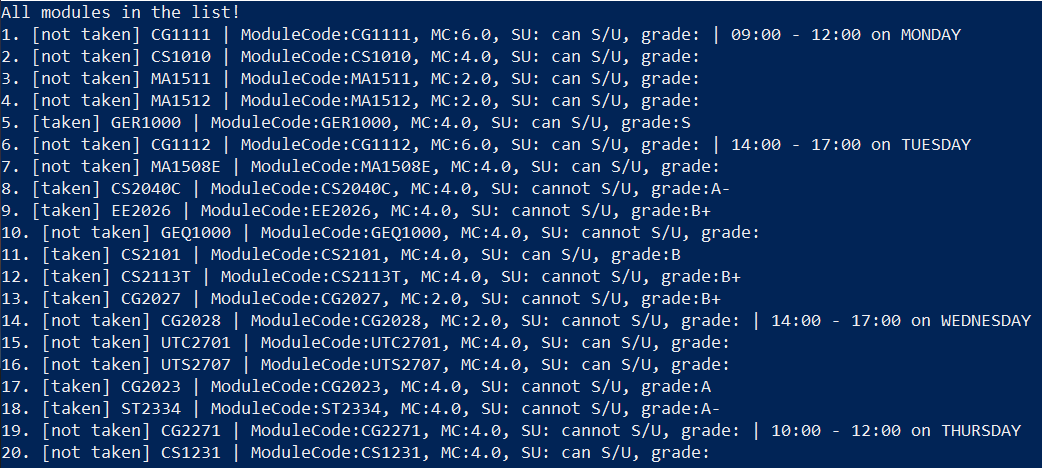 All modules in the list!
1. [not taken] CG1111 | ModuleCode:CG1111, MC:6.0, SU: can S/U, grade: | 09:00 - 12:00 on MONDAY
2. [not taken] CS1010 | ModuleCode:CS1010, MC:4.0, SU: can S/U, grade:
3. [not taken] MA1511 | ModuleCode:MA1511, MC:2.0, SU: can S/U, grade:
4. [not taken] MA1512 | ModuleCode:MA1512, MC:2.0, SU: can S/U, grade:
5. [taken] GER1000 | ModuleCode:GER1000, MC:4.0, SU: can S/U, grade:S
6. [not taken] CG1112 | ModuleCode:CG1112, MC:6.0, SU: can S/U, grade: | 14:00 - 17:00 on TUESDAY
7. [not taken] MA1508E | ModuleCode:MA1508E, MC:4.0, SU: can S/U, grade:
8. [taken] CS2040C | ModuleCode:CS2040C, MC:4.0, SU: cannot S/U, grade:A-
9. [taken] EE2026 | ModuleCode:EE2026, MC:4.0, SU: cannot S/U, grade:B+
10. [not taken] GEQ1000 | ModuleCode:GEQ1000, MC:4.0, SU: cannot S/U, grade:
11. [taken] CS2101 | ModuleCode:CS2101, MC:4.0, SU: can S/U, grade:B
12. [taken] CS2113T | ModuleCode:CS2113T, MC:4.0, SU: cannot S/U, grade:B+
13. [taken] CG2027 | ModuleCode:CG2027, MC:2.0, SU: cannot S/U, grade:B+
14. [not taken] CG2028 | ModuleCode:CG2028, MC:2.0, SU: cannot S/U, grade: | 14:00 - 17:00 on WEDNESDAY
15. [not taken] UTC2701 | ModuleCode:UTC2701, MC:4.0, SU: can S/U, grade:
16. [not taken] UTS2707 | ModuleCode:UTS2707, MC:4.0, SU: can S/U, grade:
17. [taken] CG2023 | ModuleCode:CG2023, MC:4.0, SU: cannot S/U, grade:A
18. [taken] ST2334 | ModuleCode:ST2334, MC:4.0, SU: cannot S/U, grade:A-
19. [not taken] CG2271 | ModuleCode:CG2271, MC:4.0, SU: cannot S/U, grade: | 10:00 - 12:00 on THURSDAY
20. [not taken] CS1231 | ModuleCode:CS1231, MC:4.0, SU: cannot S/U, grade: